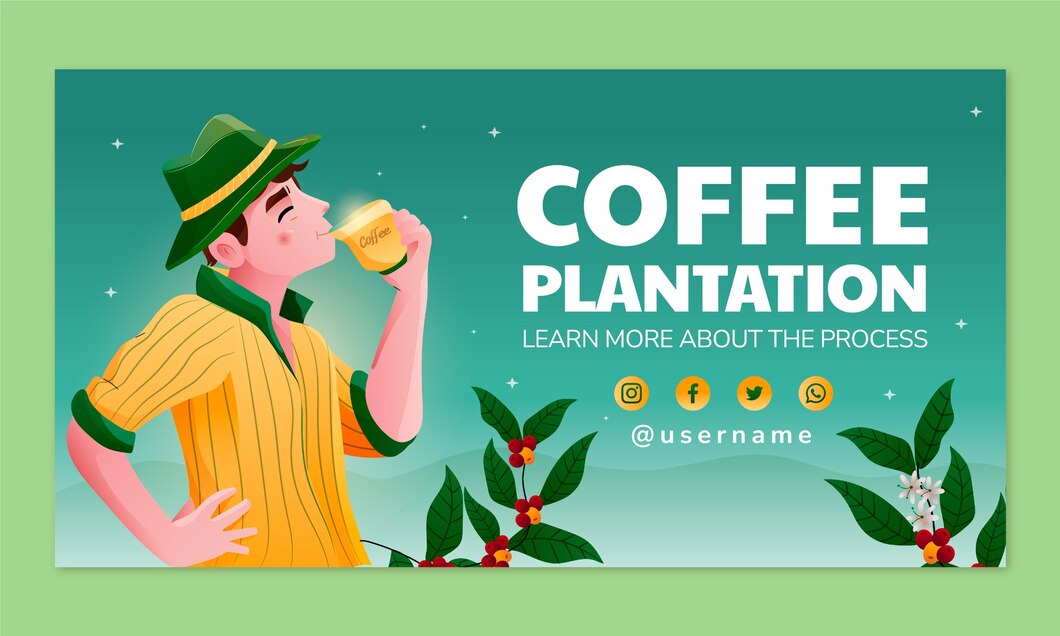 Coffee
COFFEE
PLANTATION
LEARN MORE ABOUT THE PROCESS
@username